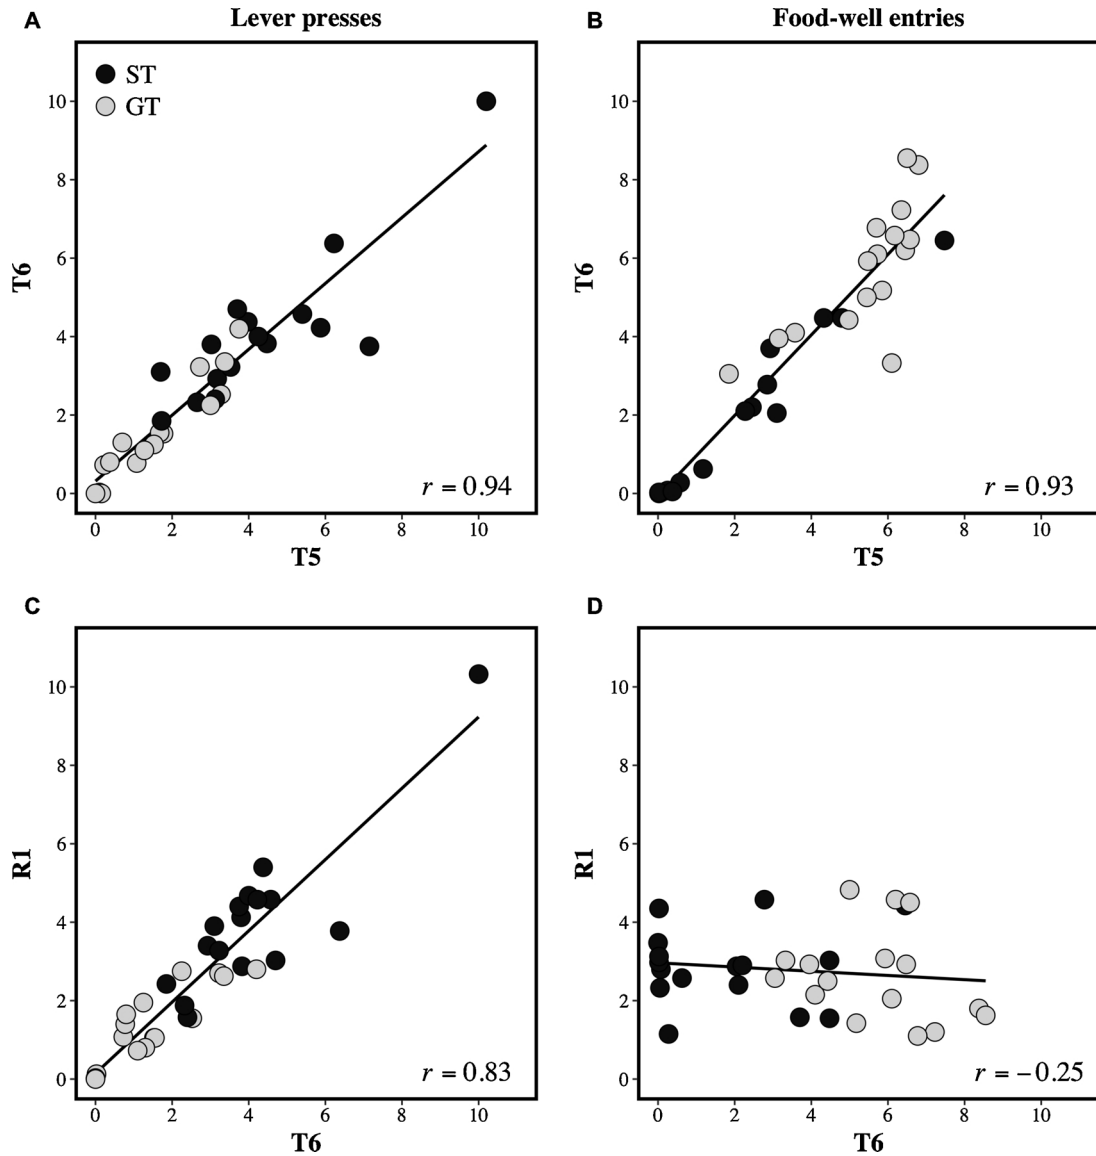 A Lever presses
B Food-well entries
ST
GT
T6
10
8
6
4
2
0
r = 0.94
0 2 4 6 8 10
T5
T6
10
8
6
4
2
0
r = 0.93
0 2 4 6 8 10
T5
C
R1
10
8
6
4
2
0
r = 0.83
0 2 4 6 8 10
T6
D
R1
10
8
6
4
2
0
r = −0.25
0 2 4 6 8 10
T6